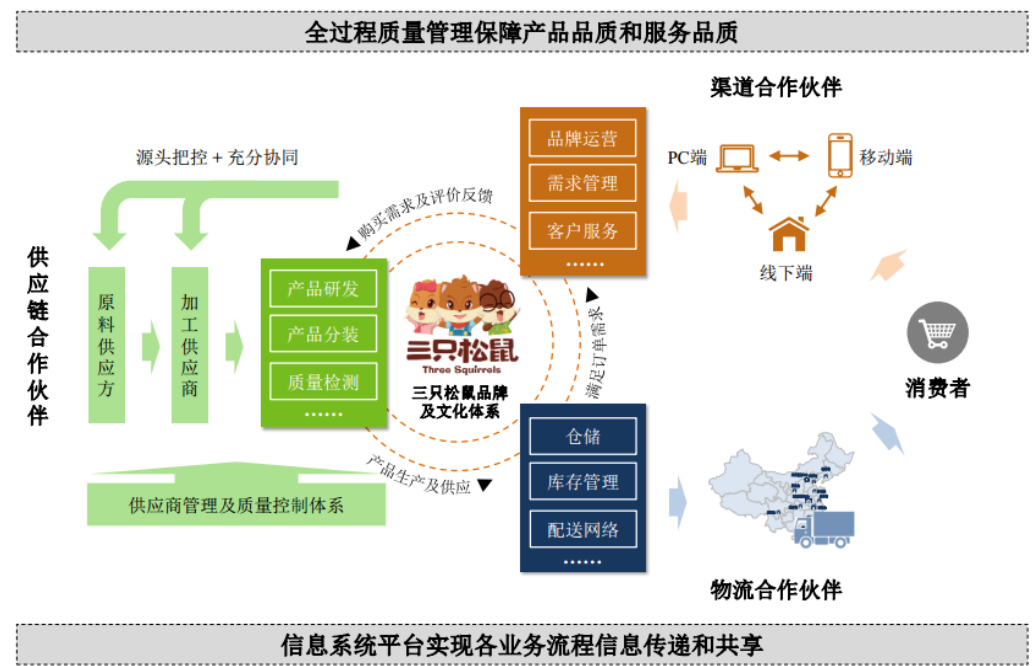 全过程质量管理保障产品品质和服务品质
渠道合作伙伴
源头把控 + 充分协同
购买需求及评价反馈
品牌运营
需求管理
客户服务
……
PC端
移动端
线下端
供应链合作伙伴
原料供应方
加工供应商
产品研发
产品分装
质量检测
……
三只松鼠
Three Squirrels
三只松鼠品牌
及文化体系
满足订单需求
消费者
产品生产及供应
仓储
库存管理
配送网络
……
供应商管理及质量控制体系
物流合作伙伴
信息系统平台实现各业务流程信息传递和共享